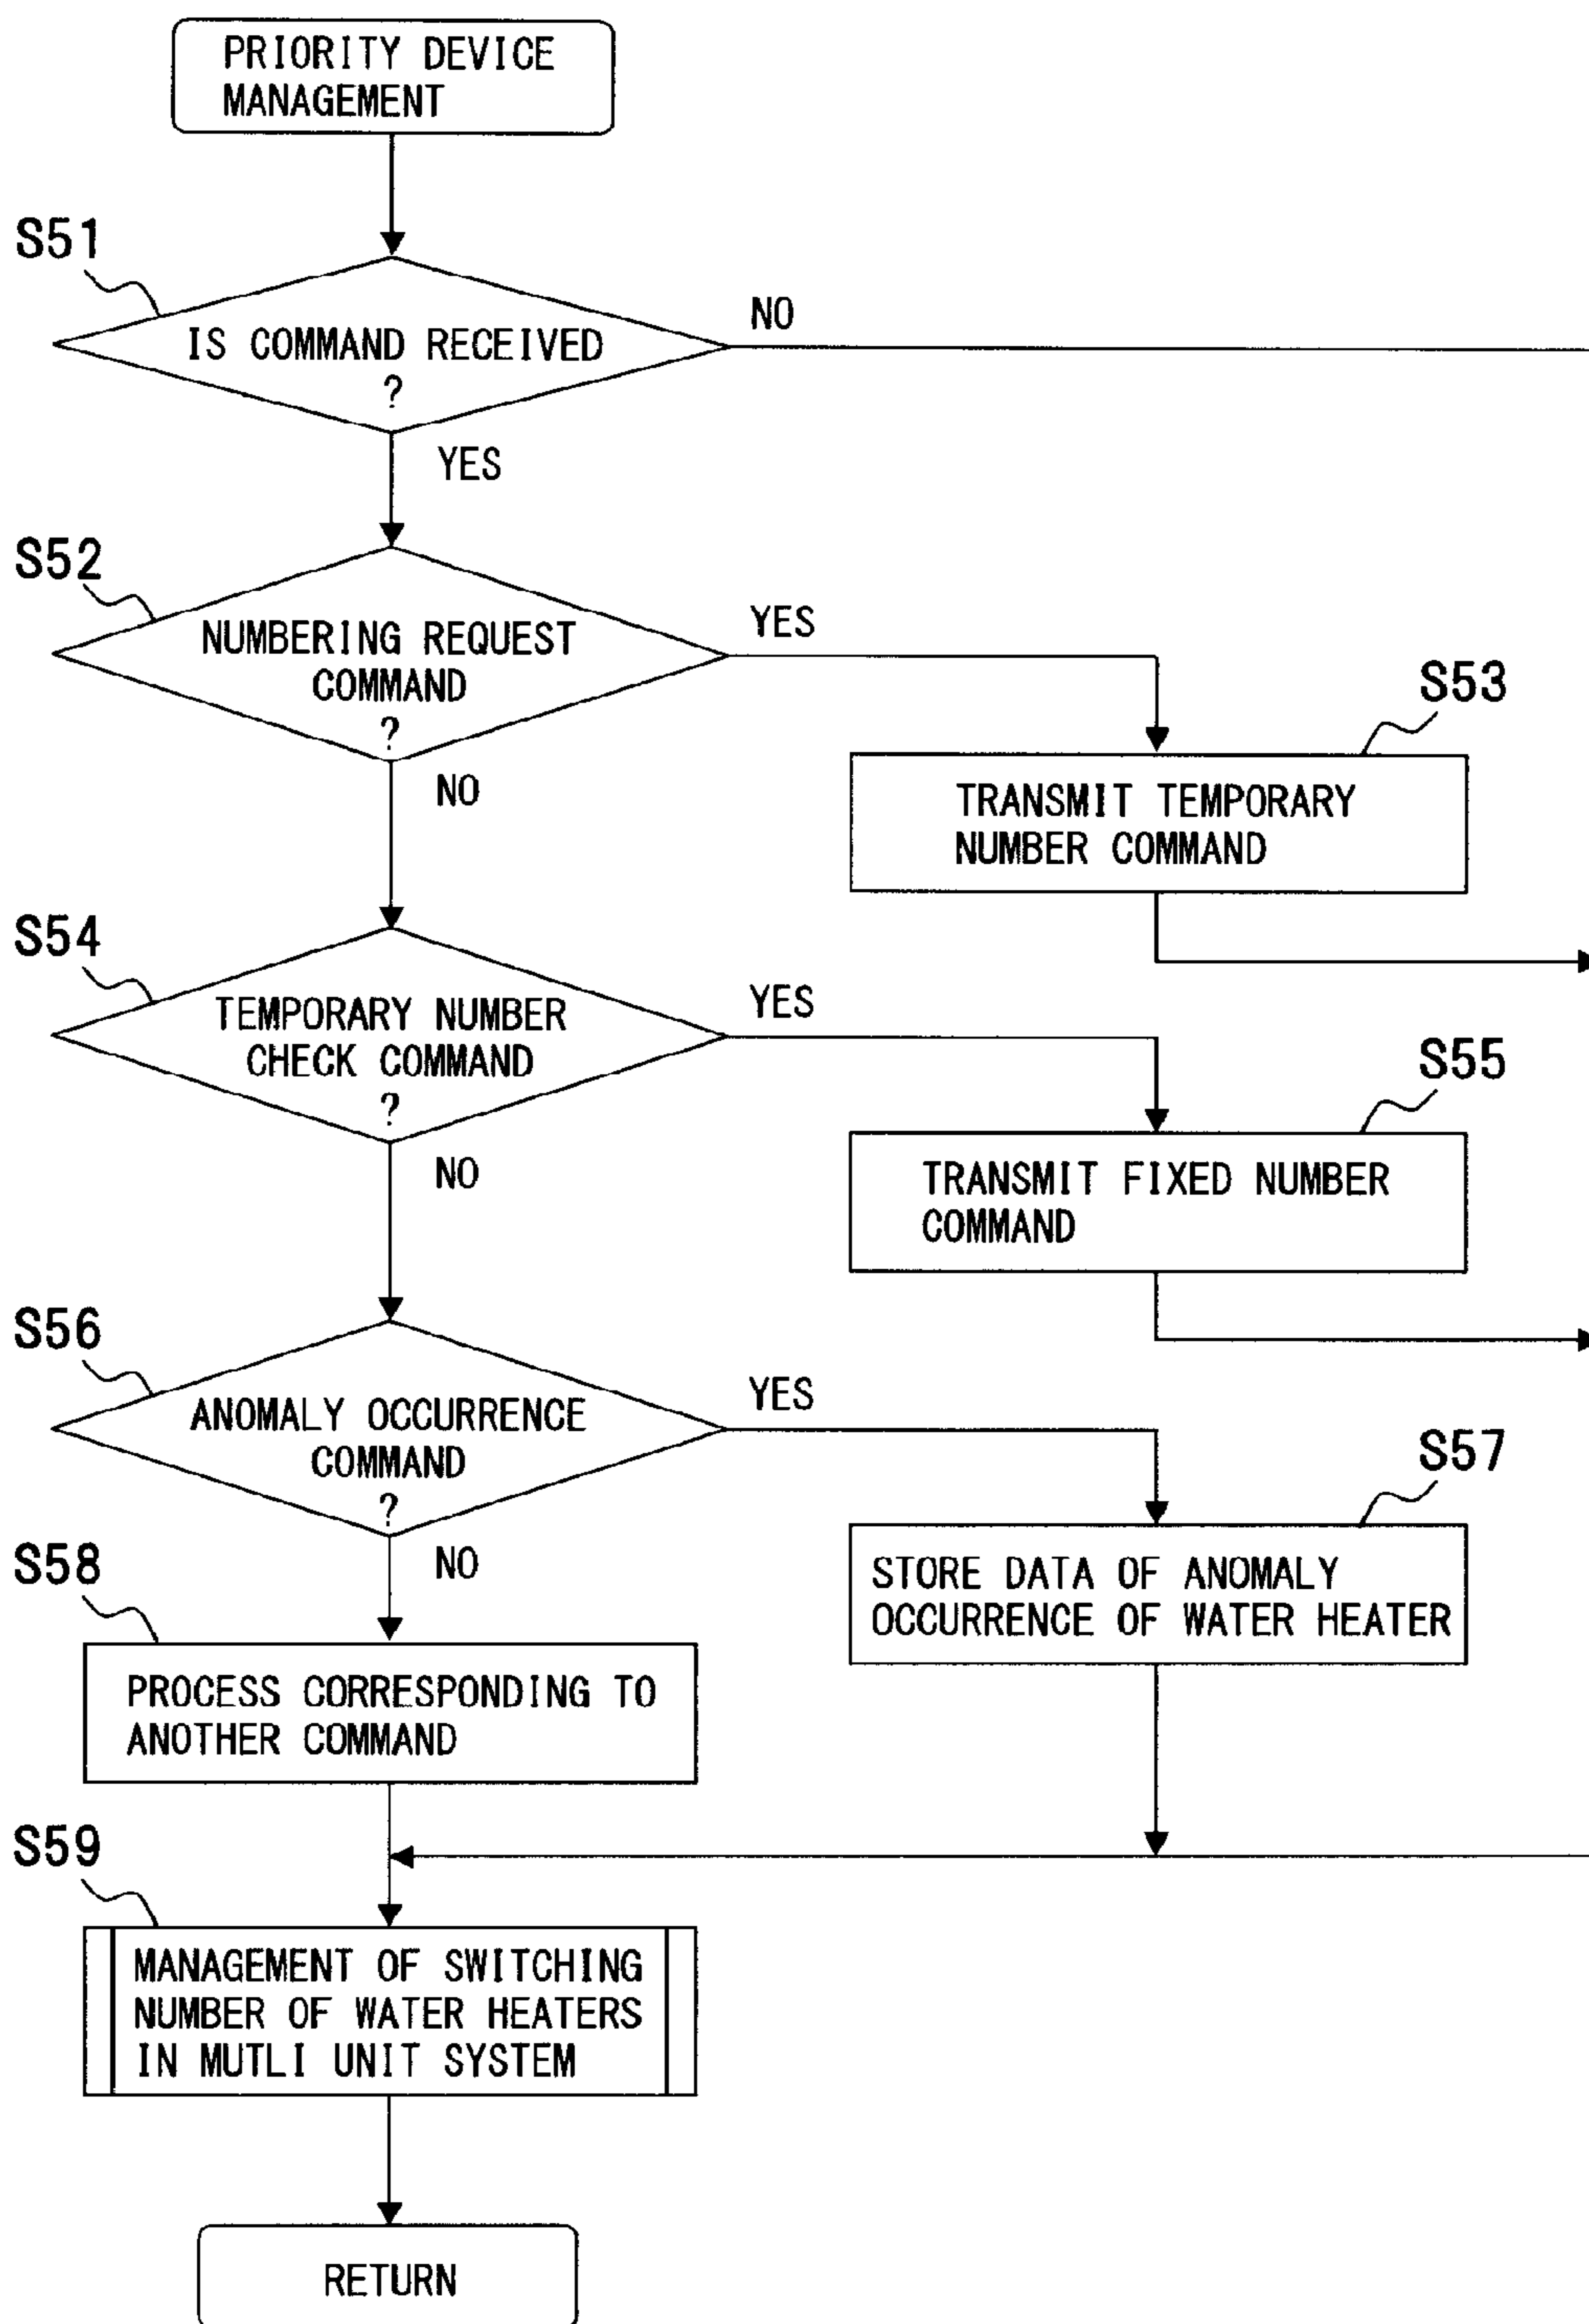 PRIORITY DEVICE
MANAGEMENT
S51
IS COMMAND RECEIVED
?
NO
YES
S52
NUMBERING REQUEST
COMMAND
?
YES
NO
S53
TRANSMIT TEMPORARY
NUMBER COMMAND
S54
TEMPORARY NUMBER
CHECK COMMAND
?
YES
NO
S55
TRANSMIT FIXED NUMBER
COMMAND
S56
ANOMALY OCCURRENCE
COMMAND
?
YES
NO
S57
STORE DATA OF ANOMALY
OCCURRENCE OF WATER HEATER
S58
PROCESS CORRESPONDING TO
ANOTHER COMMAND
S59
MANAGEMENT OF SWITCHING
NUMBER OF WATER HEATERS
IN MUTLI UNIT SYSTEM
RETURN